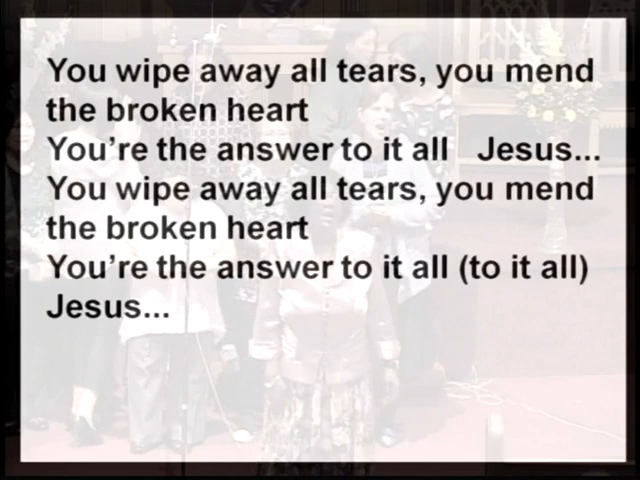 You wipe away all tears, you mend
the broken heart
You're the answer to it all   Jesus...
You wipe away all tears, you mend
the broken heart
You're the answer to it all (to it all)
Jesus...